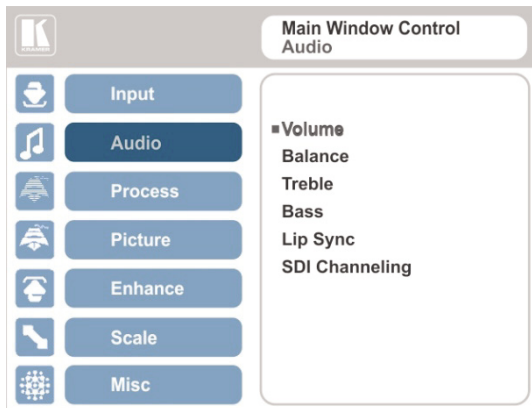 KRAMER
Main Window Control
Audio
Input
Audio
Process
Picture
Enhance
Scale
Misc
Volume
Balance
Treble
Bass
Lip Sync
SDI Channeling